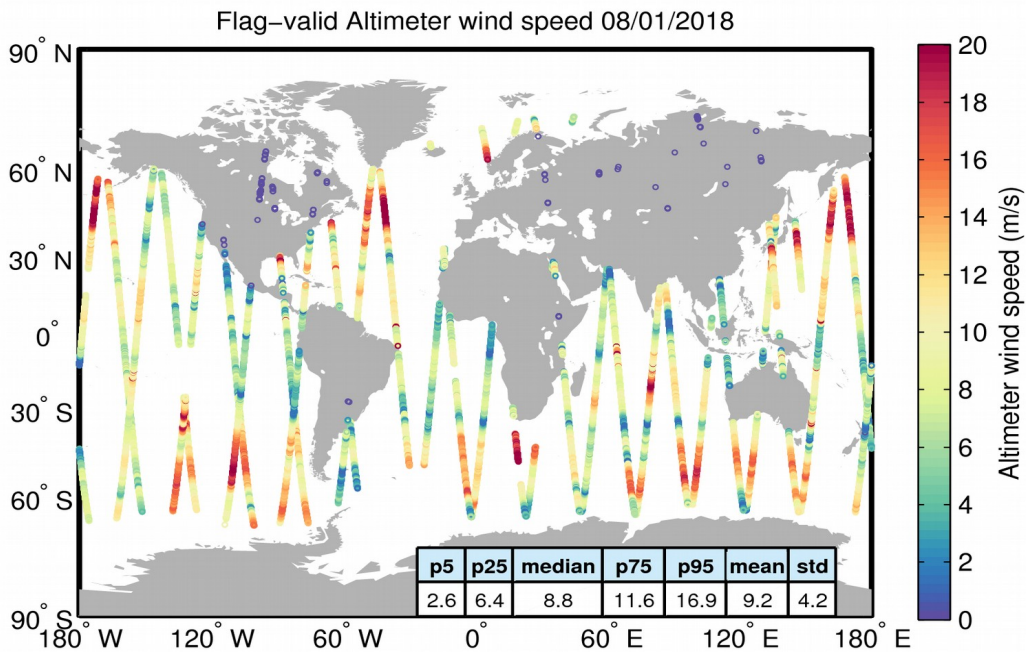 Flag−valid Altimeter wind speed 08/01/2018
90° N
60° N
30° N
0°
30° S
60° S
90° S
180° W
120° W
60° W
0°
60° E
120° E
180° E
p5 p25 median p75 p95 mean std
2.6 6.4 8.8 11.6 16.9 9.2 4.2
20
18
16
14
12
10
8
6
4
2
0
Altimeter wind speed (m/s)